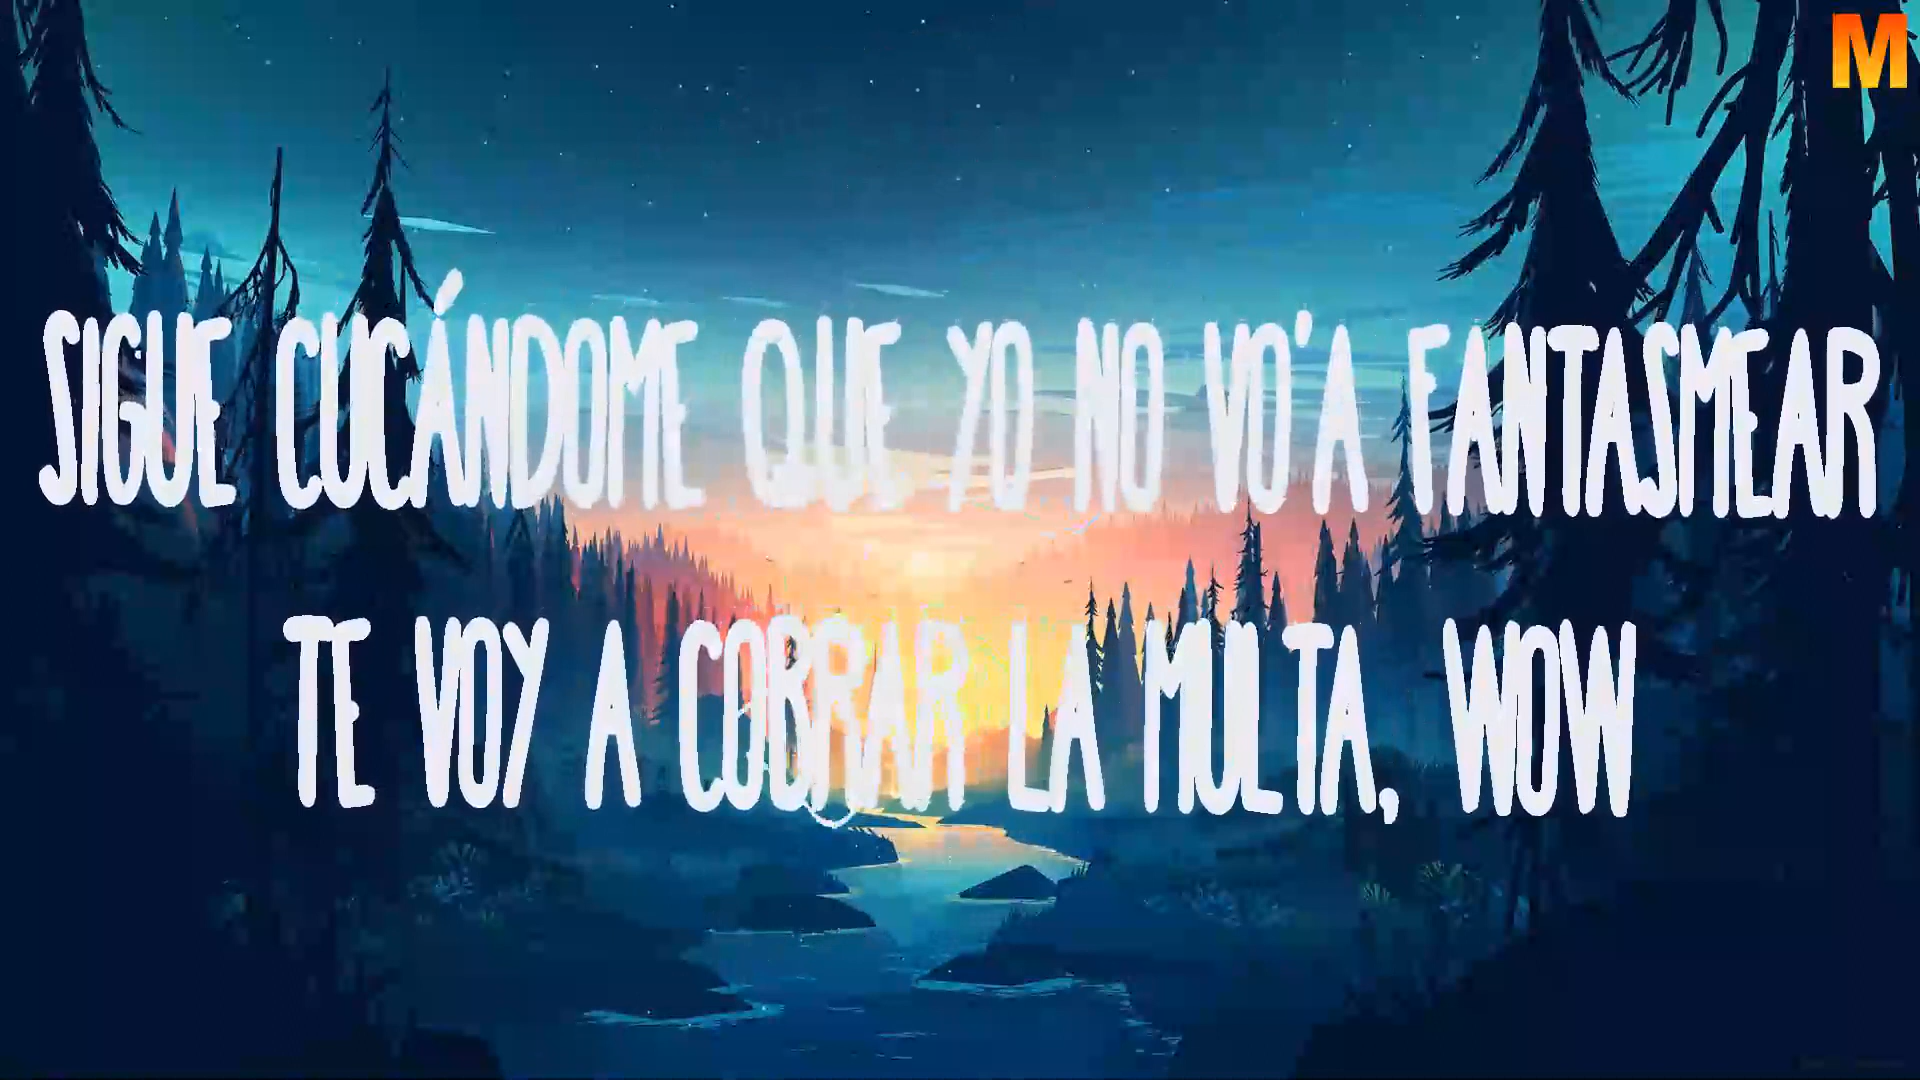 M
SIGUE CUCÁNDOME QUE YO NO VO'A FANTASMEAR
TE VOY A COBRAR LA MULTA, WOW